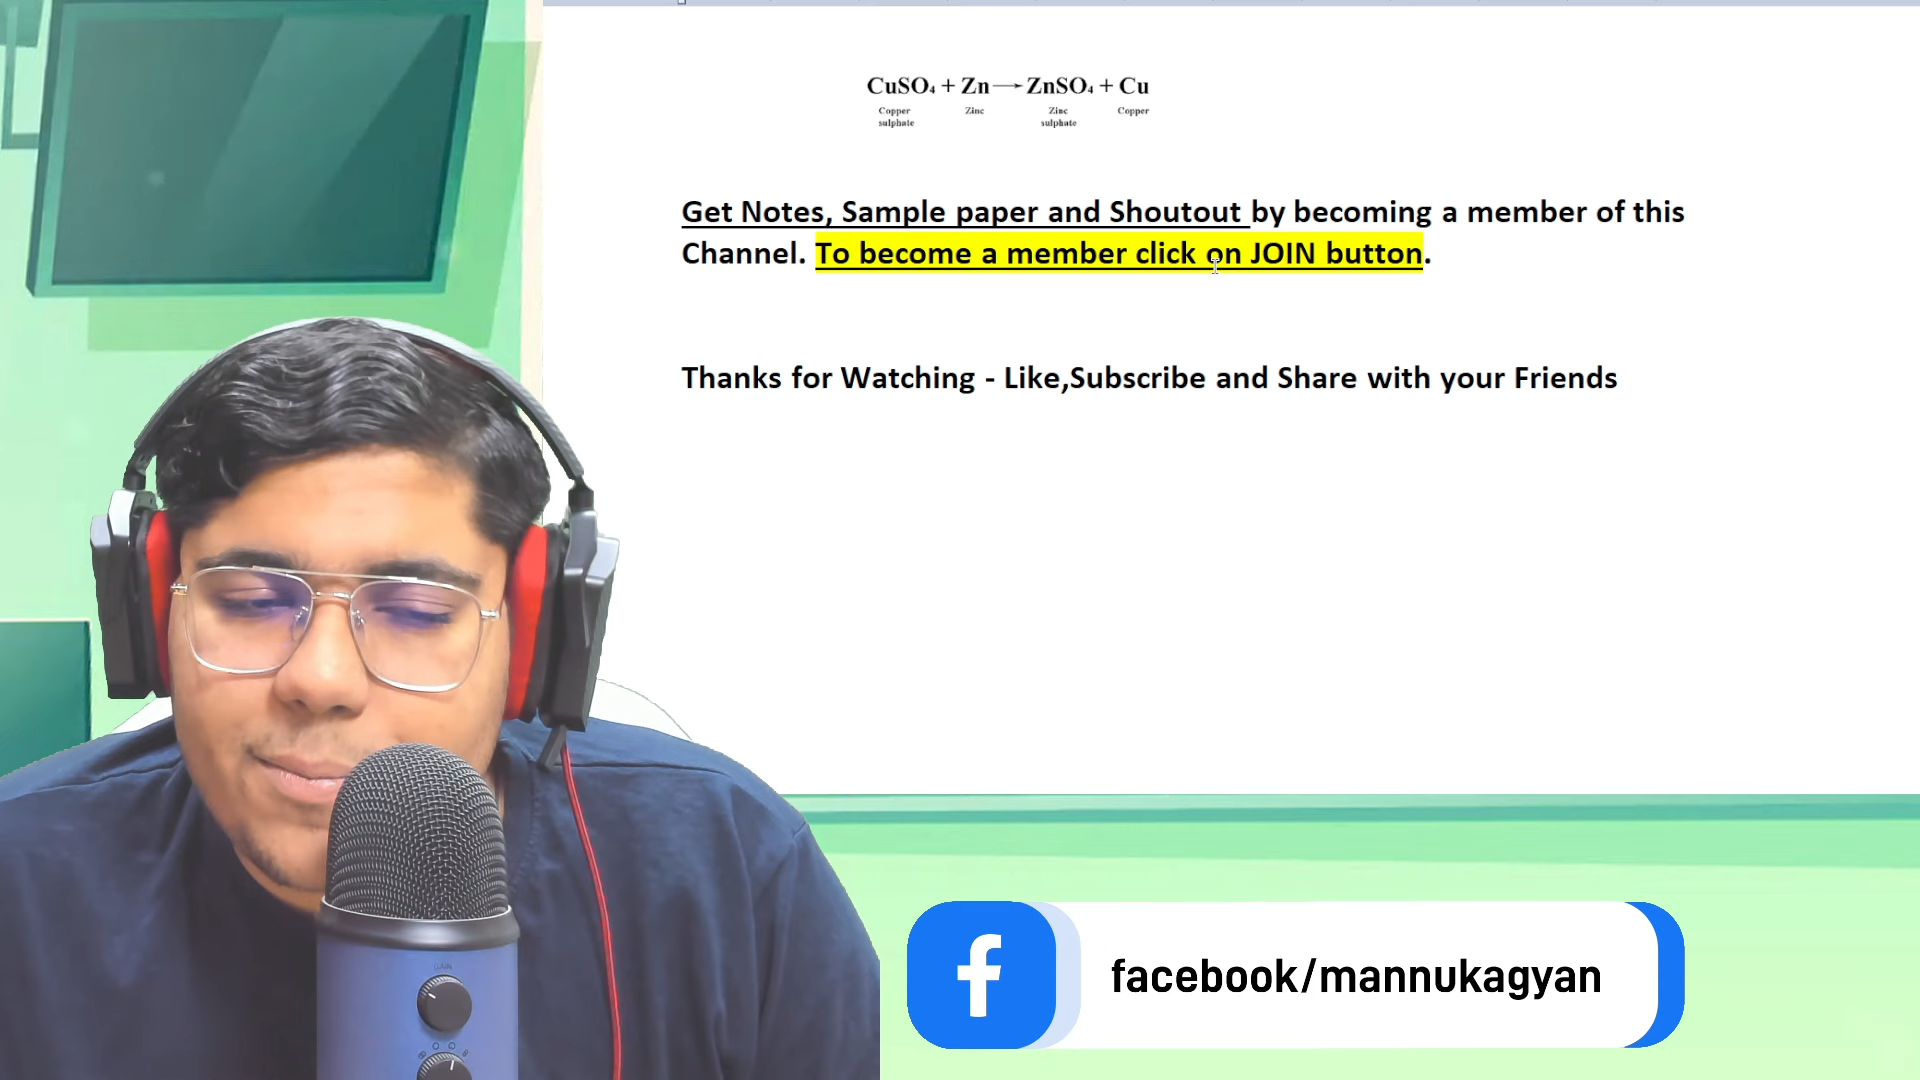 CuSO₄ + Zn → ZnSO₄ + Cu
Copper sulphate Zinc Zinc sulphate Copper
Get Notes, Sample paper and Shoutout by becoming a member of this
Channel. To become a member click on JOIN button.
Thanks for Watching - Like,Subscribe and Share with your Friends
GAIN
f
facebook/mannukagyan